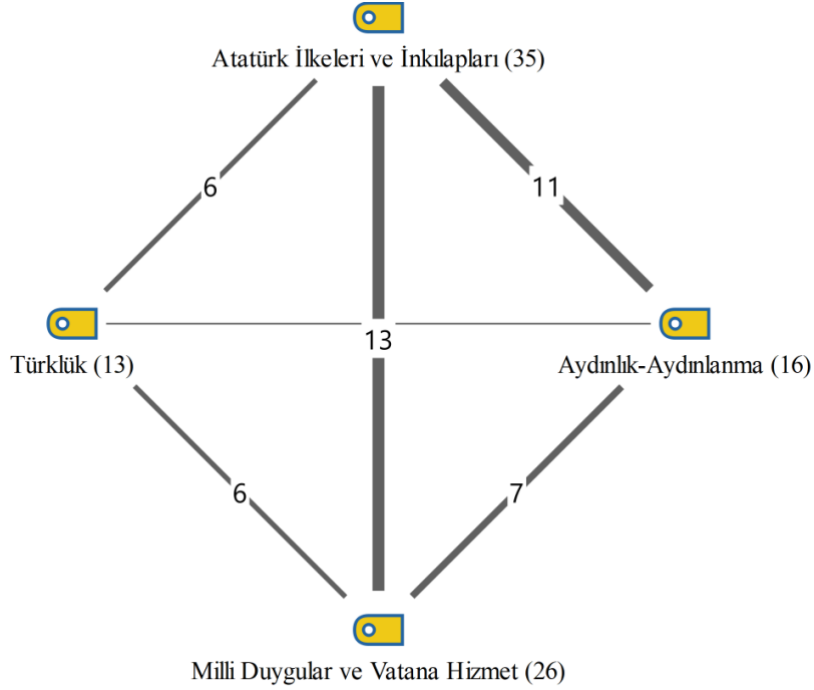 Atatürk İlkeleri ve İnkılapları (35)
6
11
13
Türklük (13)
Aydınlık-Aydınlanma (16)
6
7
Milli Duygular ve Vatana Hizmet (26)